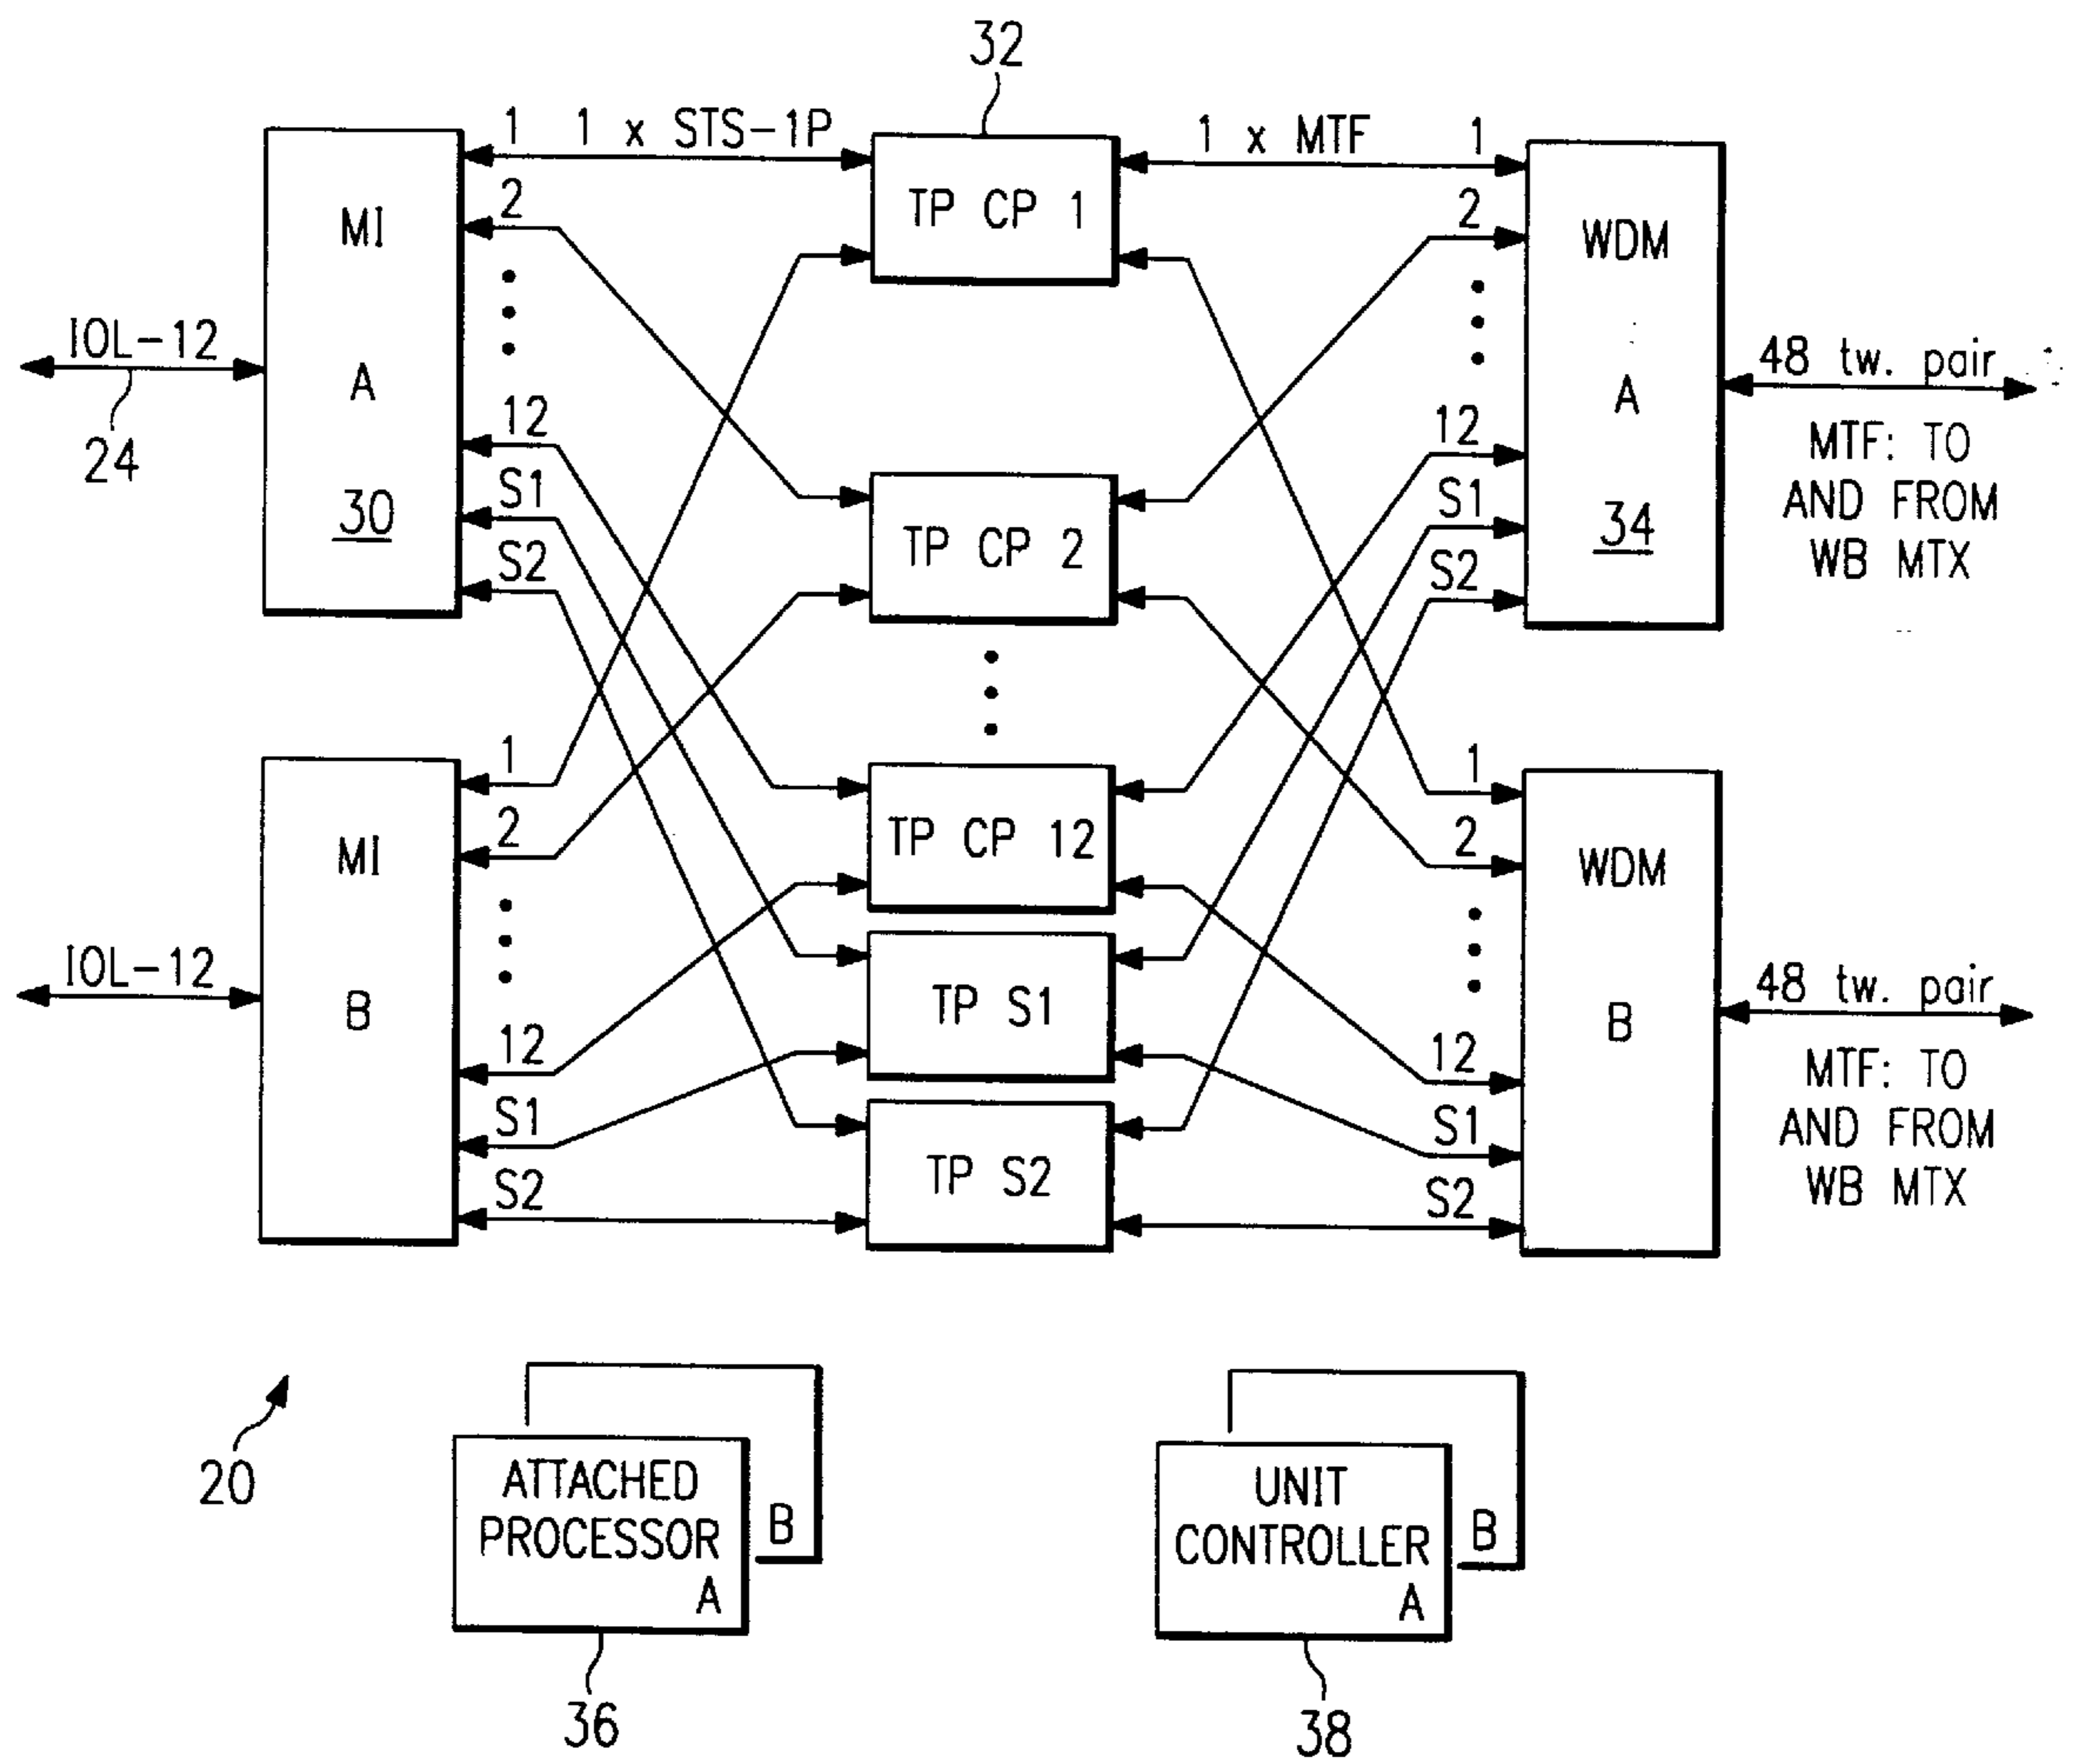 32
1
1 x STS-1P
1 x MTF
1
2
TP CP 1
2
MI
WDM
IOL-12
A
48 tw. pair
A
12
12
24
S1
TP CP 2
S1
MTF: TO
AND FROM
WB MTX
30
34
S2
S2
1
1
2
TP CP 12
2
MI
WDM
IOL-12
B
TP S1
48 tw. pair
B
12
12
MTF: TO
AND FROM
WB MTX
S1
TP S2
S1
S2
S2
20
ATTACHED
PROCESSOR
A
B
36
UNIT
CONTROLLER
A
B
38